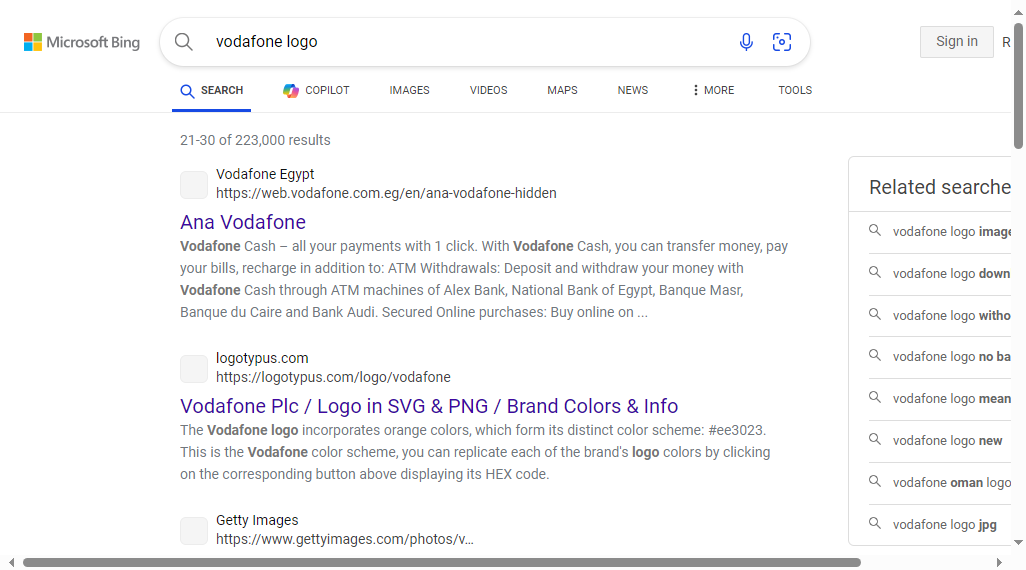 Microsoft Bing
vodafone logo
Sign in
R
SEARCH
COPILOT
IMAGES
VIDEOS
MAPS
NEWS
MORE
TOOLS
21-30 of 223,000 results
Vodafone Egypt
https://web.vodafone.com.eg/en/ana-vodafone-hidden
Ana Vodafone
Vodafone Cash – all your payments with 1 click. With Vodafone Cash, you can transfer money, pay
your bills, recharge in addition to: ATM Withdrawals: Deposit and withdraw your money with
Vodafone Cash through ATM machines of Alex Bank, National Bank of Egypt, Banque Masr,
Banque du Caire and Bank Audi. Secured Online purchases: Buy online on ...
logotypus.com
https://logotypus.com/logo/vodafone
Vodafone Plc / Logo in SVG & PNG / Brand Colors & Info
The Vodafone logo incorporates orange colors, which form its distinct color scheme: #ee3023.
This is the Vodafone color scheme, you can replicate each of the brand's logo colors by clicking
on the corresponding button above displaying its HEX code.
Getty Images
https://www.gettyimages.com/photos/v...
Related searche
vodafone logo image
vodafone logo down
vodafone logo witho
vodafone logo no ba
vodafone logo mean
vodafone logo new
vodafone oman logo
vodafone logo jpg